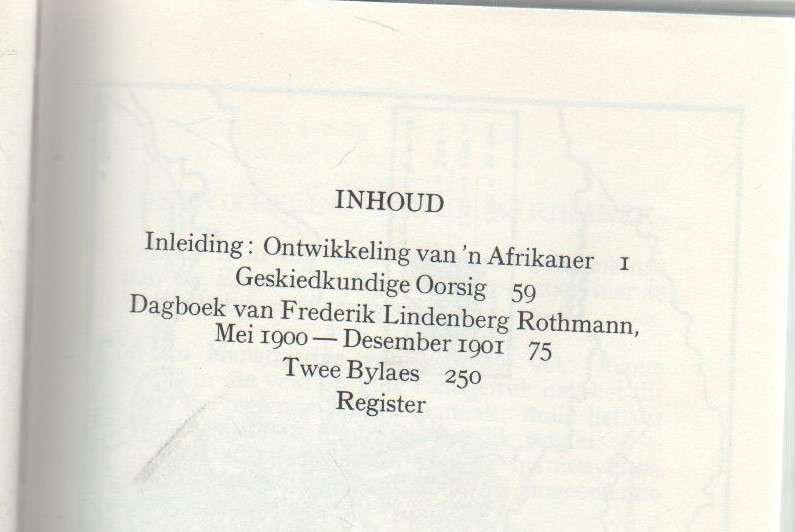 INHOUD
Inleiding: Ontwikkeling van 'n Afrikaner 1
Geskiedkundige Oorsig 59
Dagboek van Frederik Lindenberg Rothmann,
Mei 1900 — Desember 1901 75
Twee Bylaes 250
Register